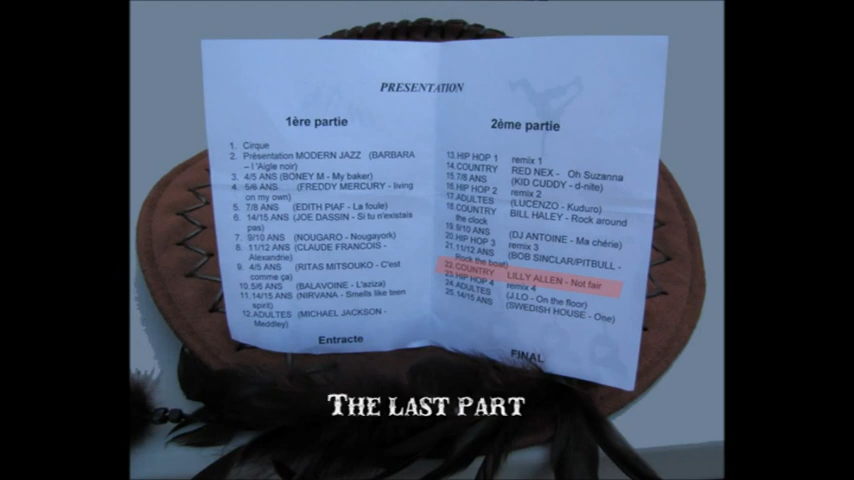 PRESENTATION
1ère partie
1. Cirque
2. Présentation MODERN JAZZ (BARBARA
– l 'Aigle noir)
3. 4/5 ANS (BONEY M - My baker)
4. 5/6 ANS (FREDDY MERCURY - living
on my own)
5. 7/8 ANS (EDITH PIAF - La foule)
6. 14/15 ANS (JOE DASSIN - Si tu n'existais
pas)
7. 9/10 ANS (NOUGARO - Nougayork)
8. 11/12 ANS (CLAUDE FRANCOIS -
Alexandrie)
9. 4/5 ANS (RITAS MITSOUKO - C'est
comme ça)
10. 5/6 ANS (BALAVOINE - L'aziza)
11. 14/15 ANS (NIRVANA - Smells like teen
spirit)
12. ADULTES (MICHAEL JACKSON -
Meddley)
Entracte
2ème partie
13. HIP HOP 1 remix 1
14. COUNTRY RED NEX - Oh Suzanna
15. 7/8 ANS (KID CUDDY - d-nite)
16. HIP HOP 2 remix 2
17. ADULTES (LUCENZO - Kuduro)
18. COUNTRY BILL HALEY - Rock around
the clock
19. 9/10 ANS (DJ ANTOINE - Ma chérie)
20. HIP HOP 3 remix 3
21. 11/12 ANS (BOB SINCLAR/PITBULL -
Rock the boat)
22. COUNTRY LILLY ALLEN - Not fair
23. HIP HOP 4 remix 4
24. ADULTES (J.LO - On the floor)
25. 14/15 ANS (SWEDISH HOUSE - One)
FINAL
THE LAST PART